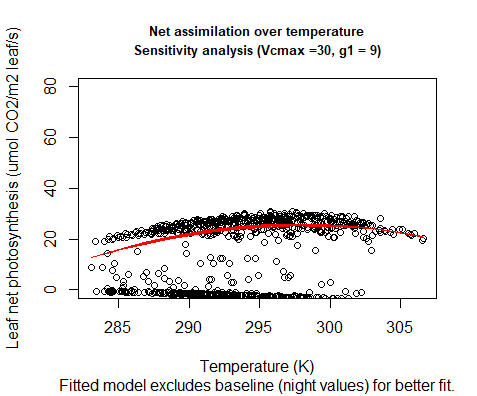 Net assimilation over temperature
Sensitivity analysis (Vcmax =30, g1 = 9)
Leaf net photosynthesis (umol CO2/m2 leaf/s)
80
60
40
20
0
285 290 295 300 305
Temperature (K)
Fitted model excludes baseline (night values) for better fit.